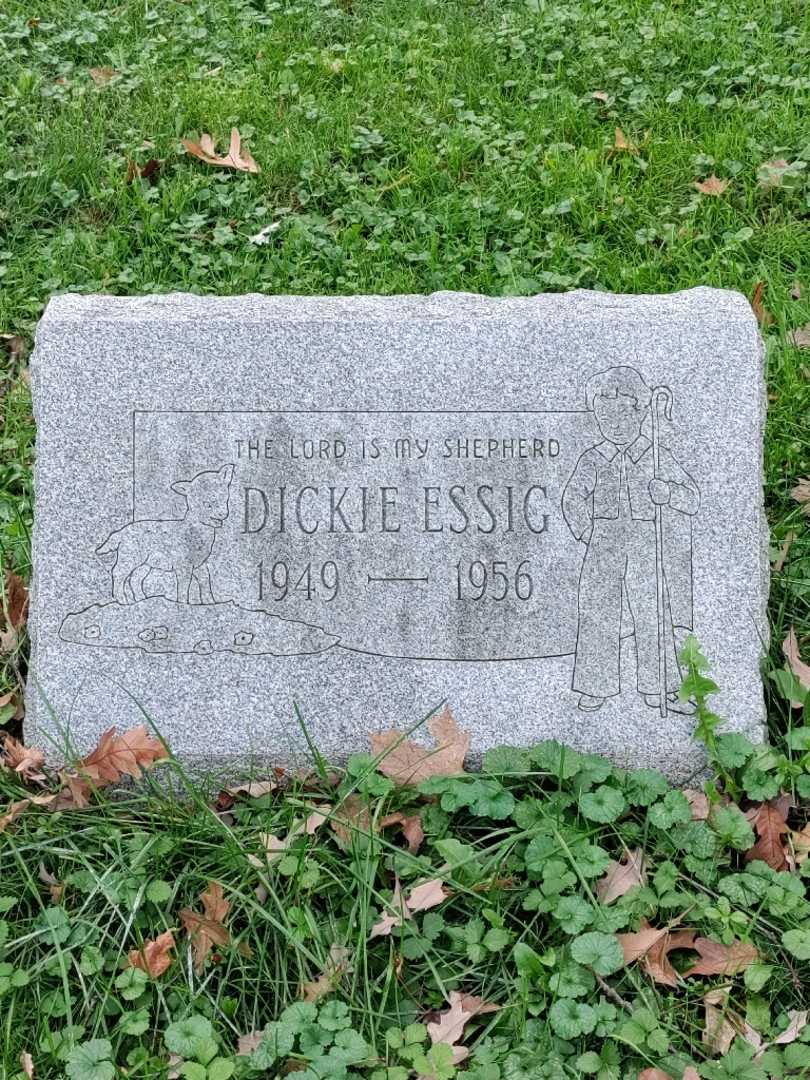 THE LORD IS MY SHEPHERD
DICKIE ESSIG
1949 — 1956